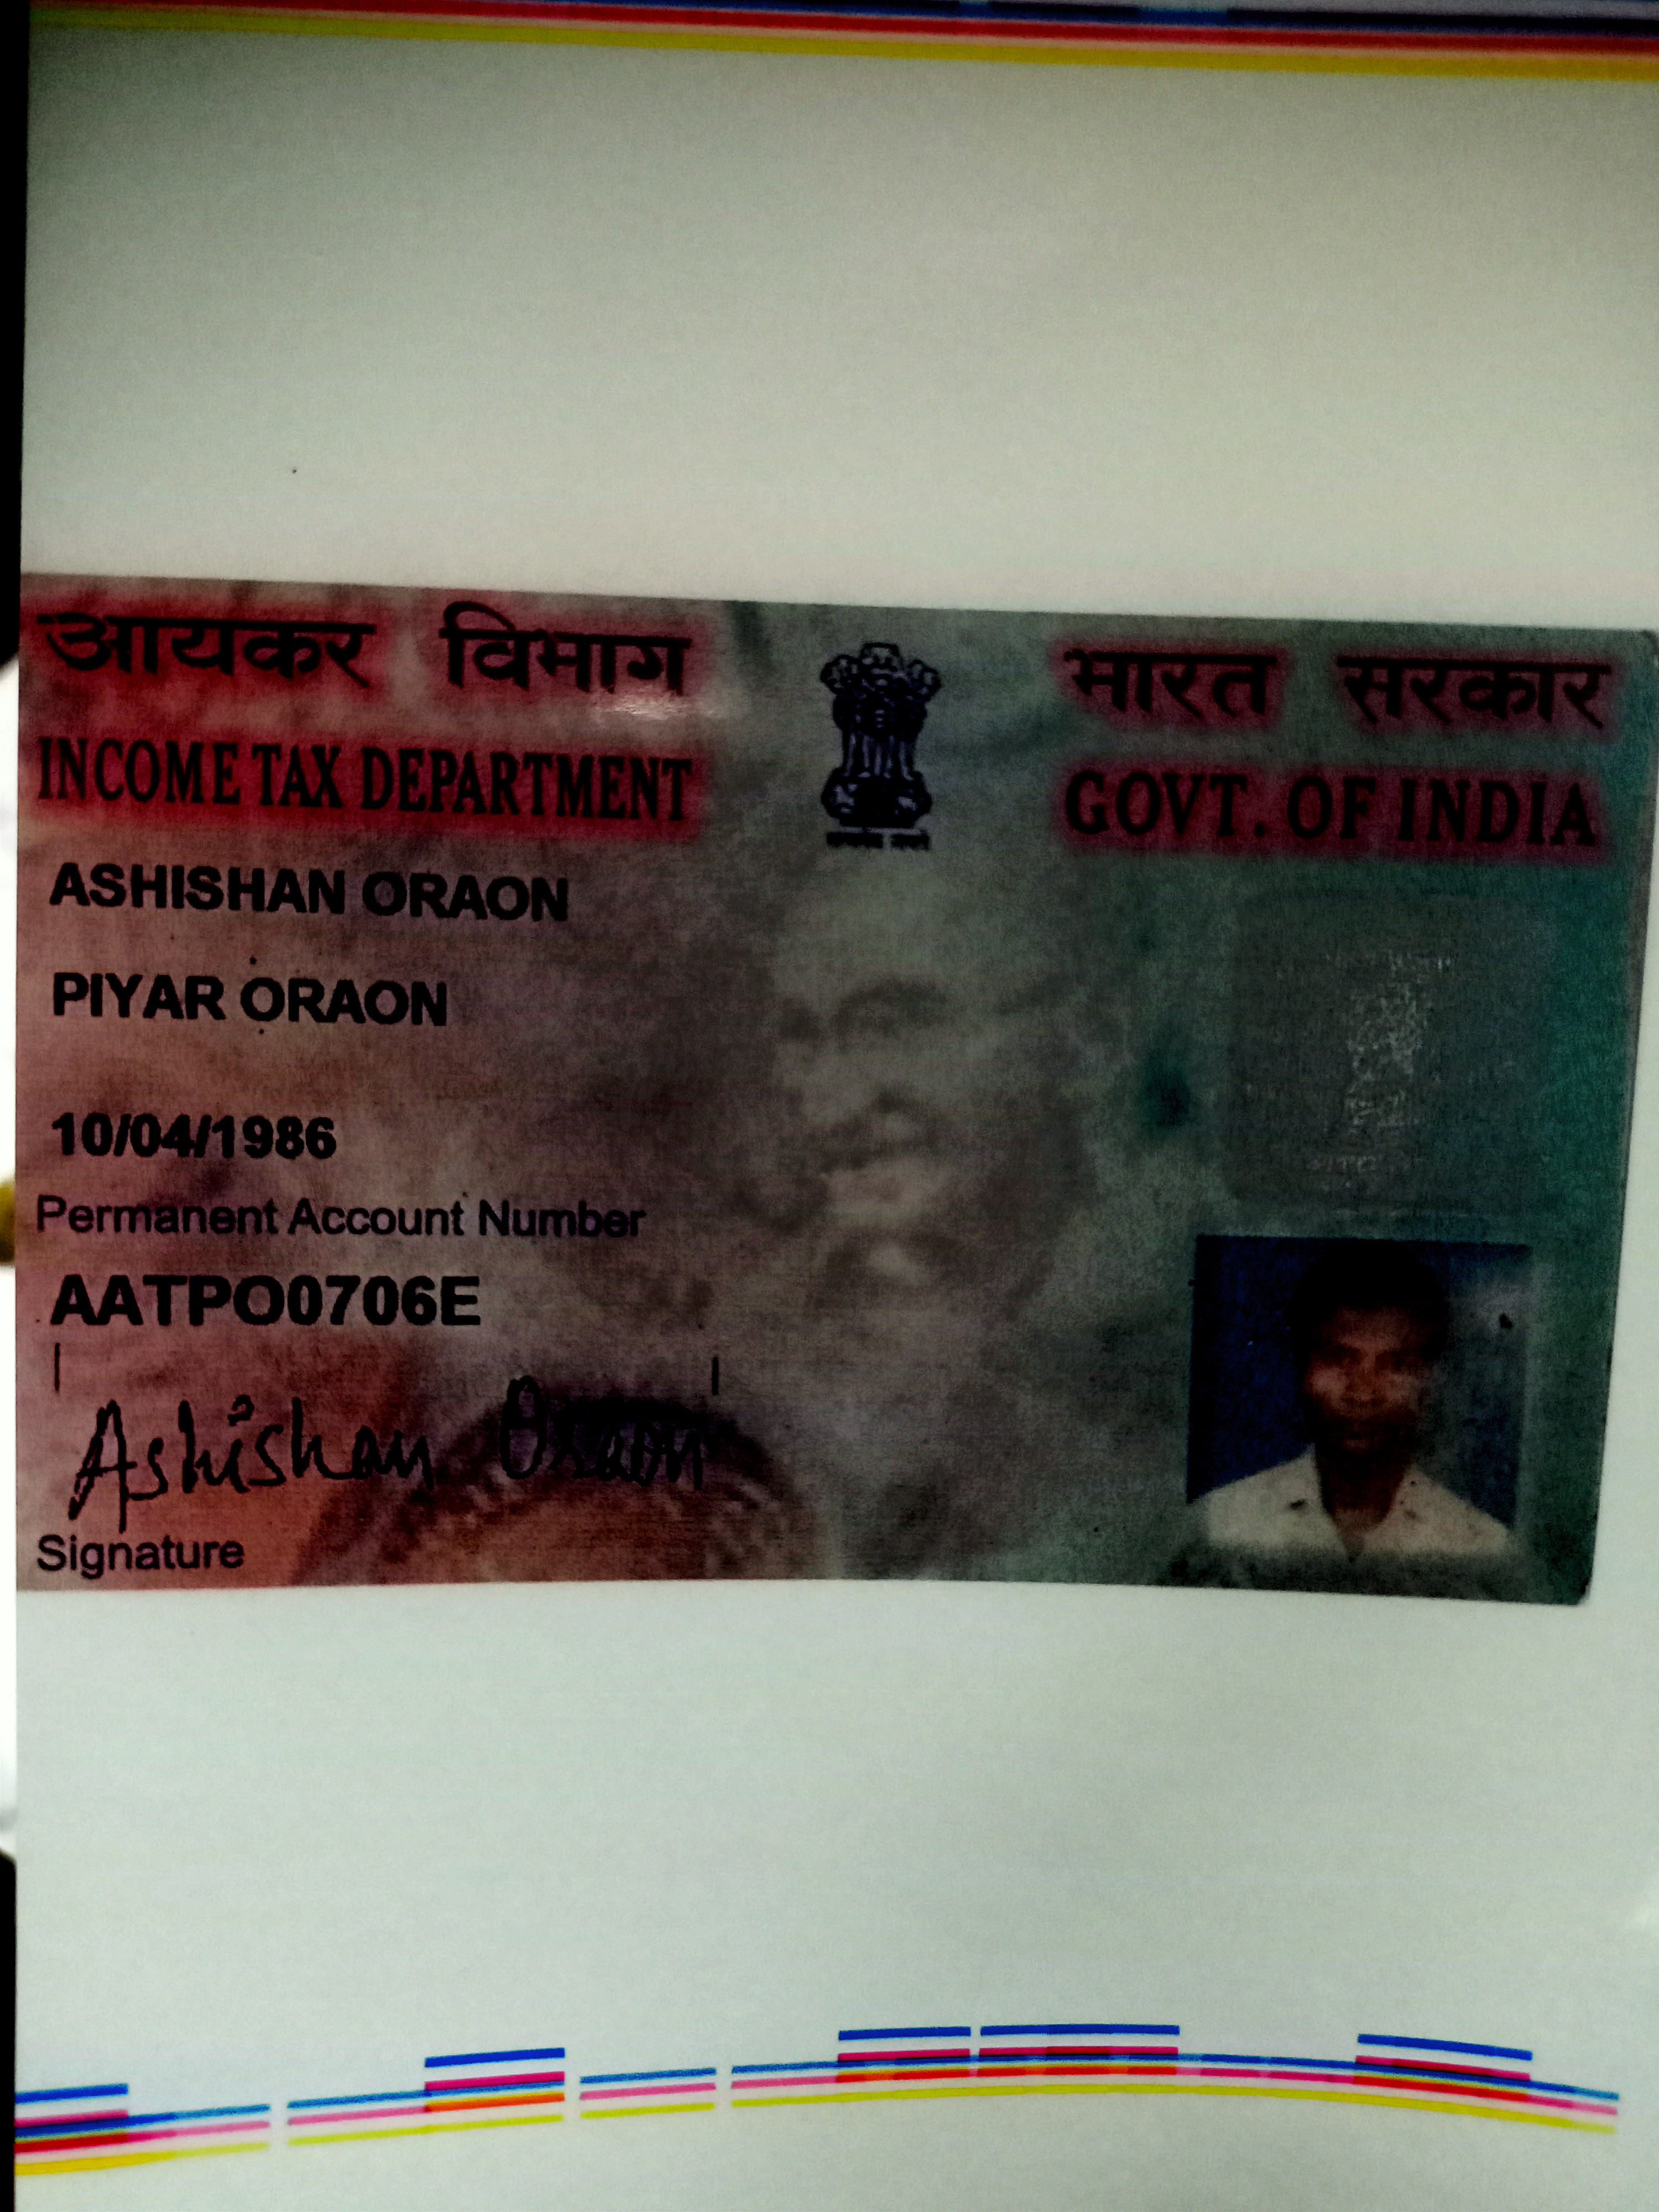 आयकर विभाग
भारत सरकार
INCOME TAX DEPARTMENT
GOVT. OF INDIA
ASHISHAN ORAON
PIYAR ORAON
10/04/1986
Permanent Account Number
AATPO0706E
Ashishan Oraon
Signature